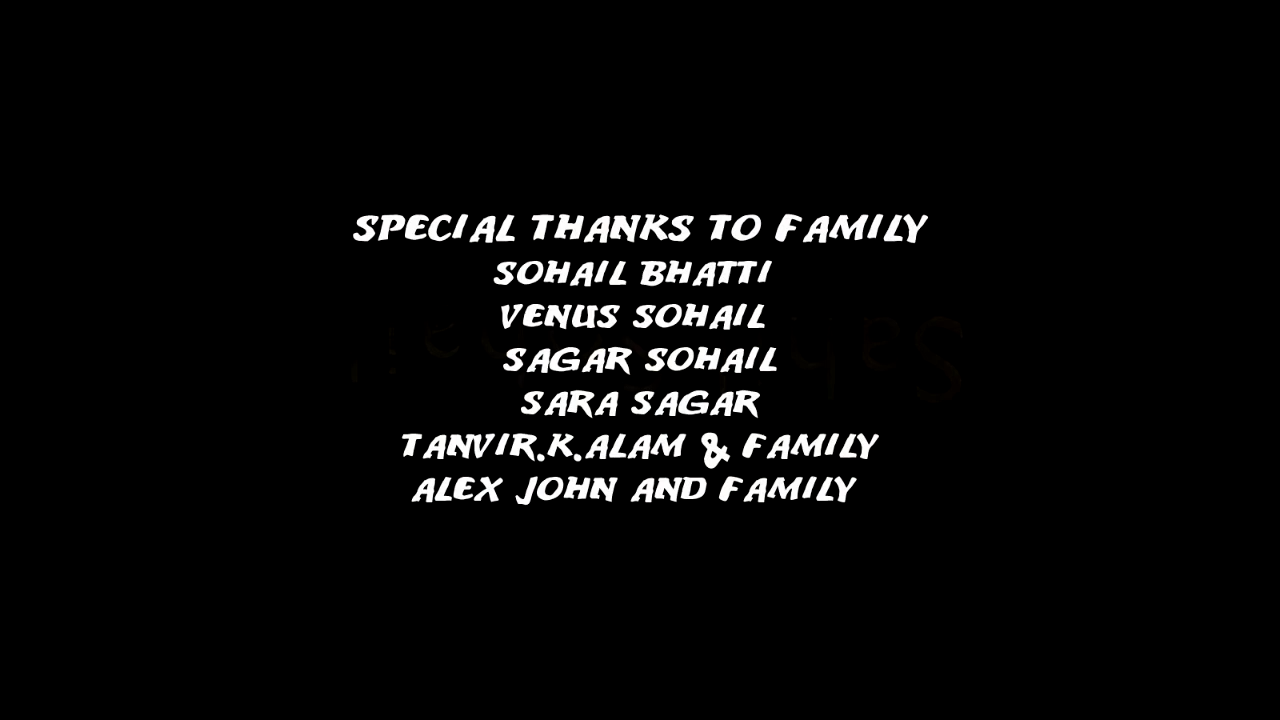 SPECIAL THANKS TO FAMILY
SOHAIL BHATTI
VENUS SOHAIL
SAGAR SOHAIL
SARA SAGAR
TANVIR.K.ALAM & FAMILY
ALEX JOHN AND FAMILY